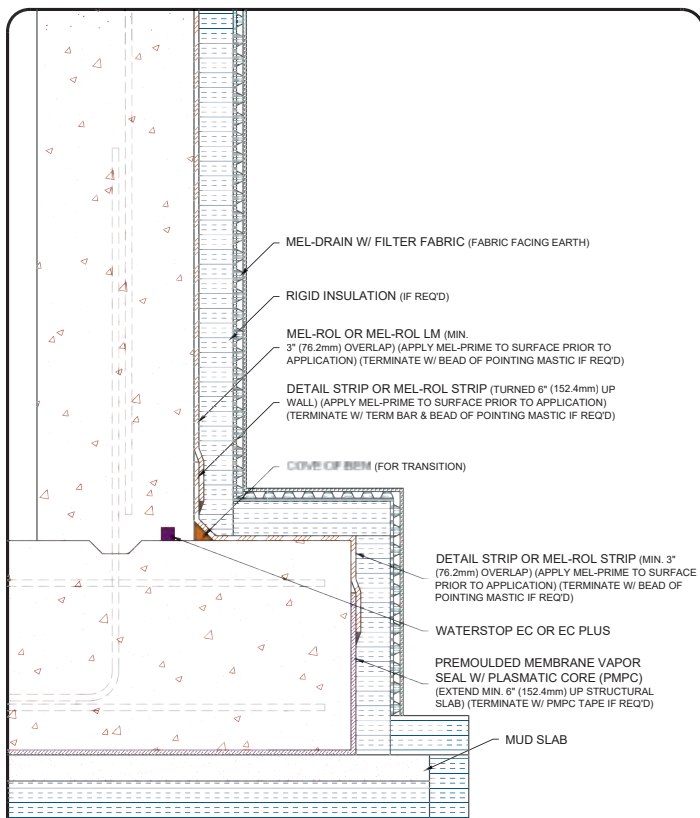 MEL-DRAIN W/ FILTER FABRIC (FABRIC FACING EARTH)
RIGID INSULATION (IF REQ'D)
MEL-ROL OR MEL-ROL LM (MIN.
3" (76.2mm) OVERLAP) (APPLY MEL-PRIME TO SURFACE PRIOR TO
APPLICATION) (TERMINATE W/ BEAD OF POINTING MASTIC IF REQ'D)
DETAIL STRIP OR MEL-ROL STRIP (TURNED 6" (152.4mm) UP
WALL) (APPLY MEL-PRIME TO SURFACE PRIOR TO APPLICATION)
(TERMINATE W/ TERM BAR & BEAD OF POINTING MASTIC IF REQ'D)
(FOR TRANSITION)
DETAIL STRIP OR MEL-ROL STRIP (MIN. 3"
(76.2mm) OVERLAP) (APPLY MEL-PRIME TO SURFACE
PRIOR TO APPLICATION) (TERMINATE W/ BEAD OF
POINTING MASTIC IF REQ'D)
WATERSTOP EC OR EC PLUS
PREMOULDED MEMBRANE VAPOR
SEAL W/ PLASMATIC CORE (PMPC)
(EXTEND MIN. 6" (152.4mm) UP STRUCTURAL
SLAB) (TERMINATE W/ PMPC TAPE IF REQ'D)
MUD SLAB